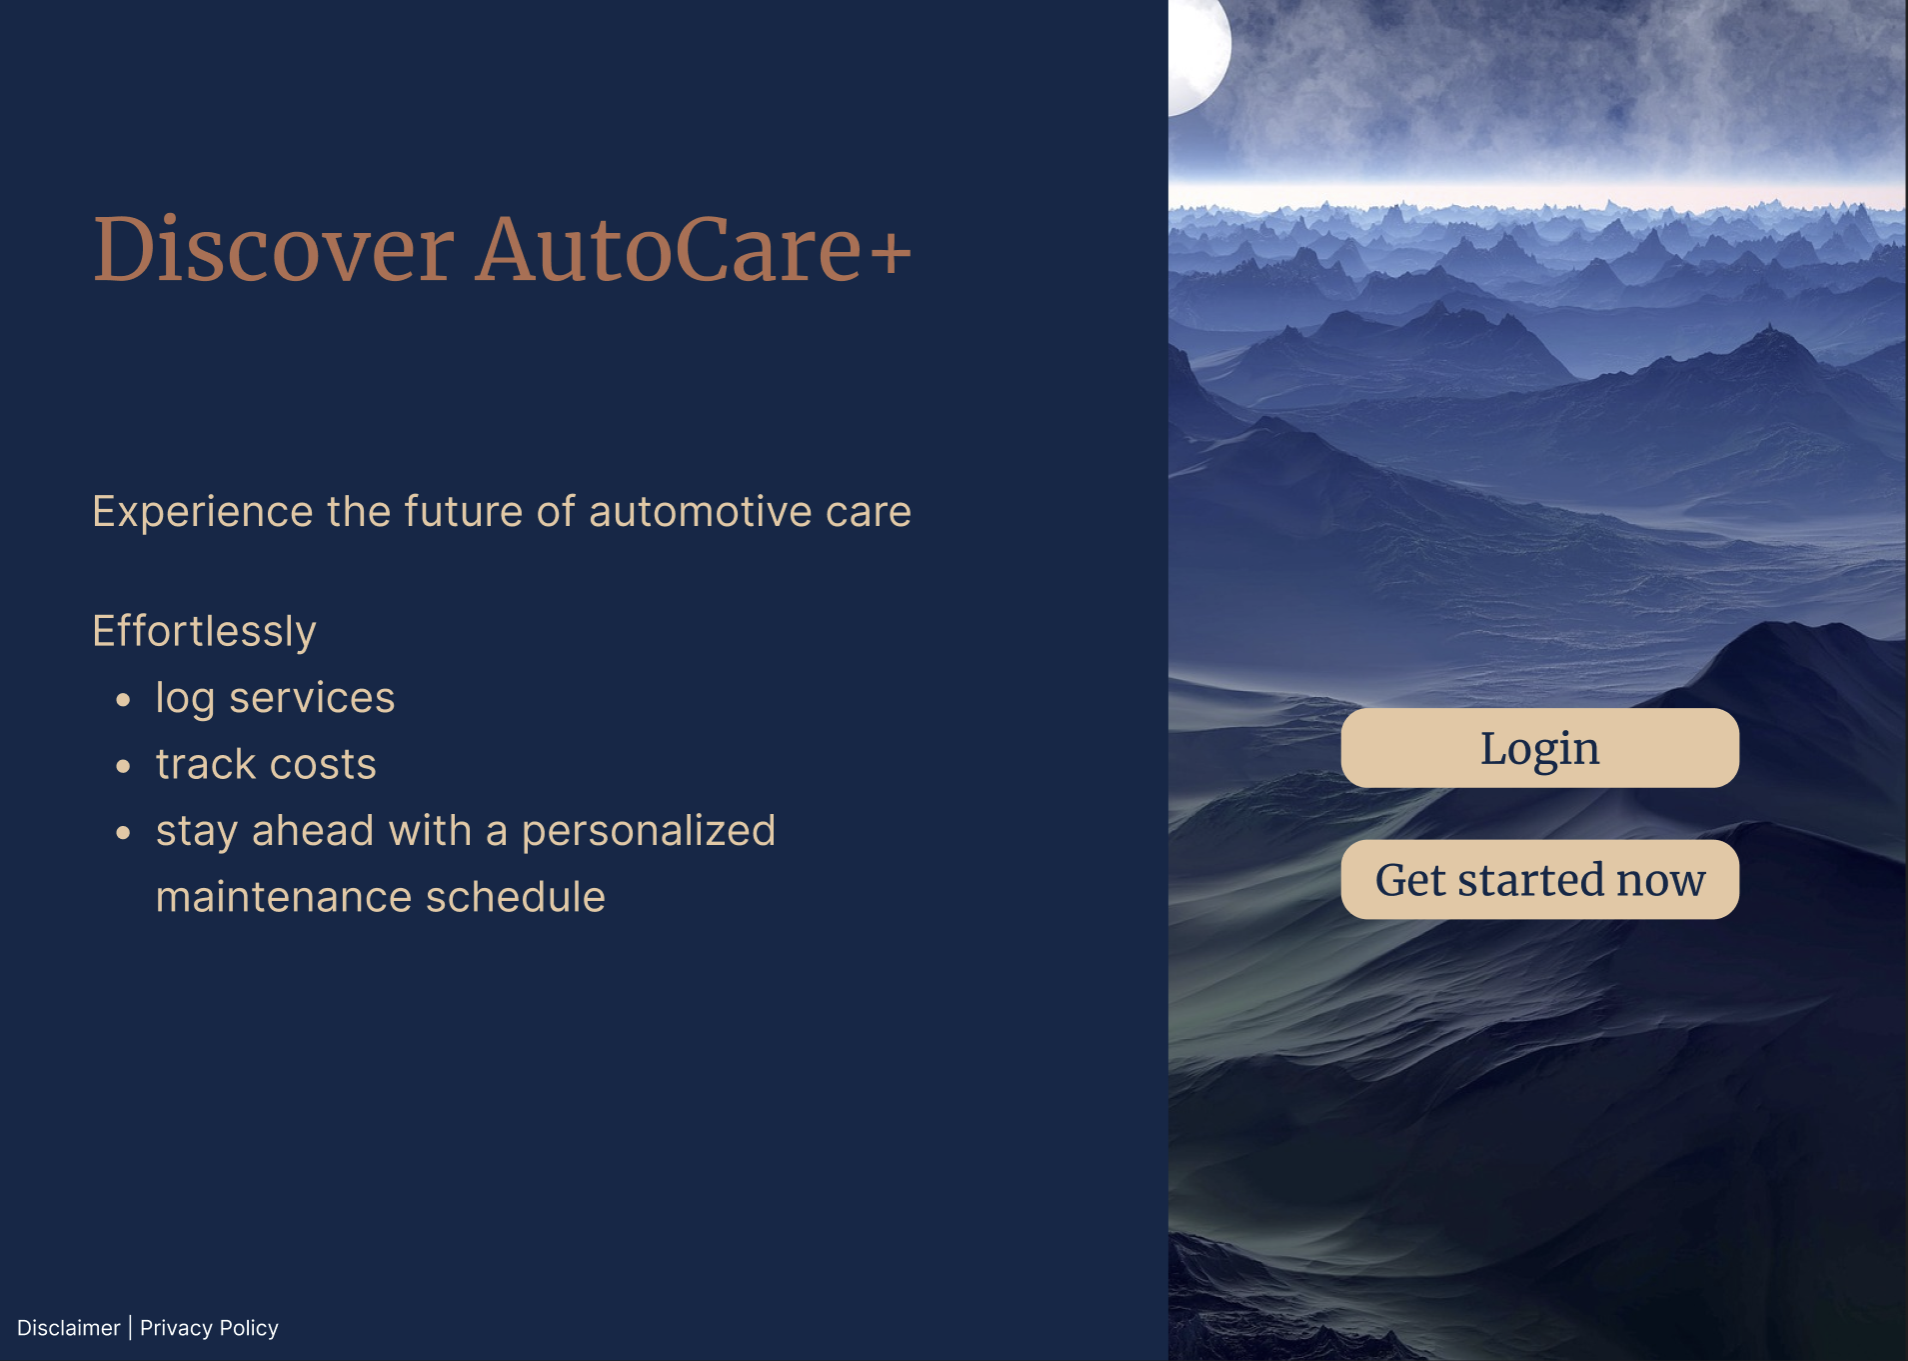 Discover AutoCare+
Experience the future of automotive care
Effortlessly
• log services
• track costs
• stay ahead with a personalized
maintenance schedule
Login
Get started now
Disclaimer | Privacy Policy